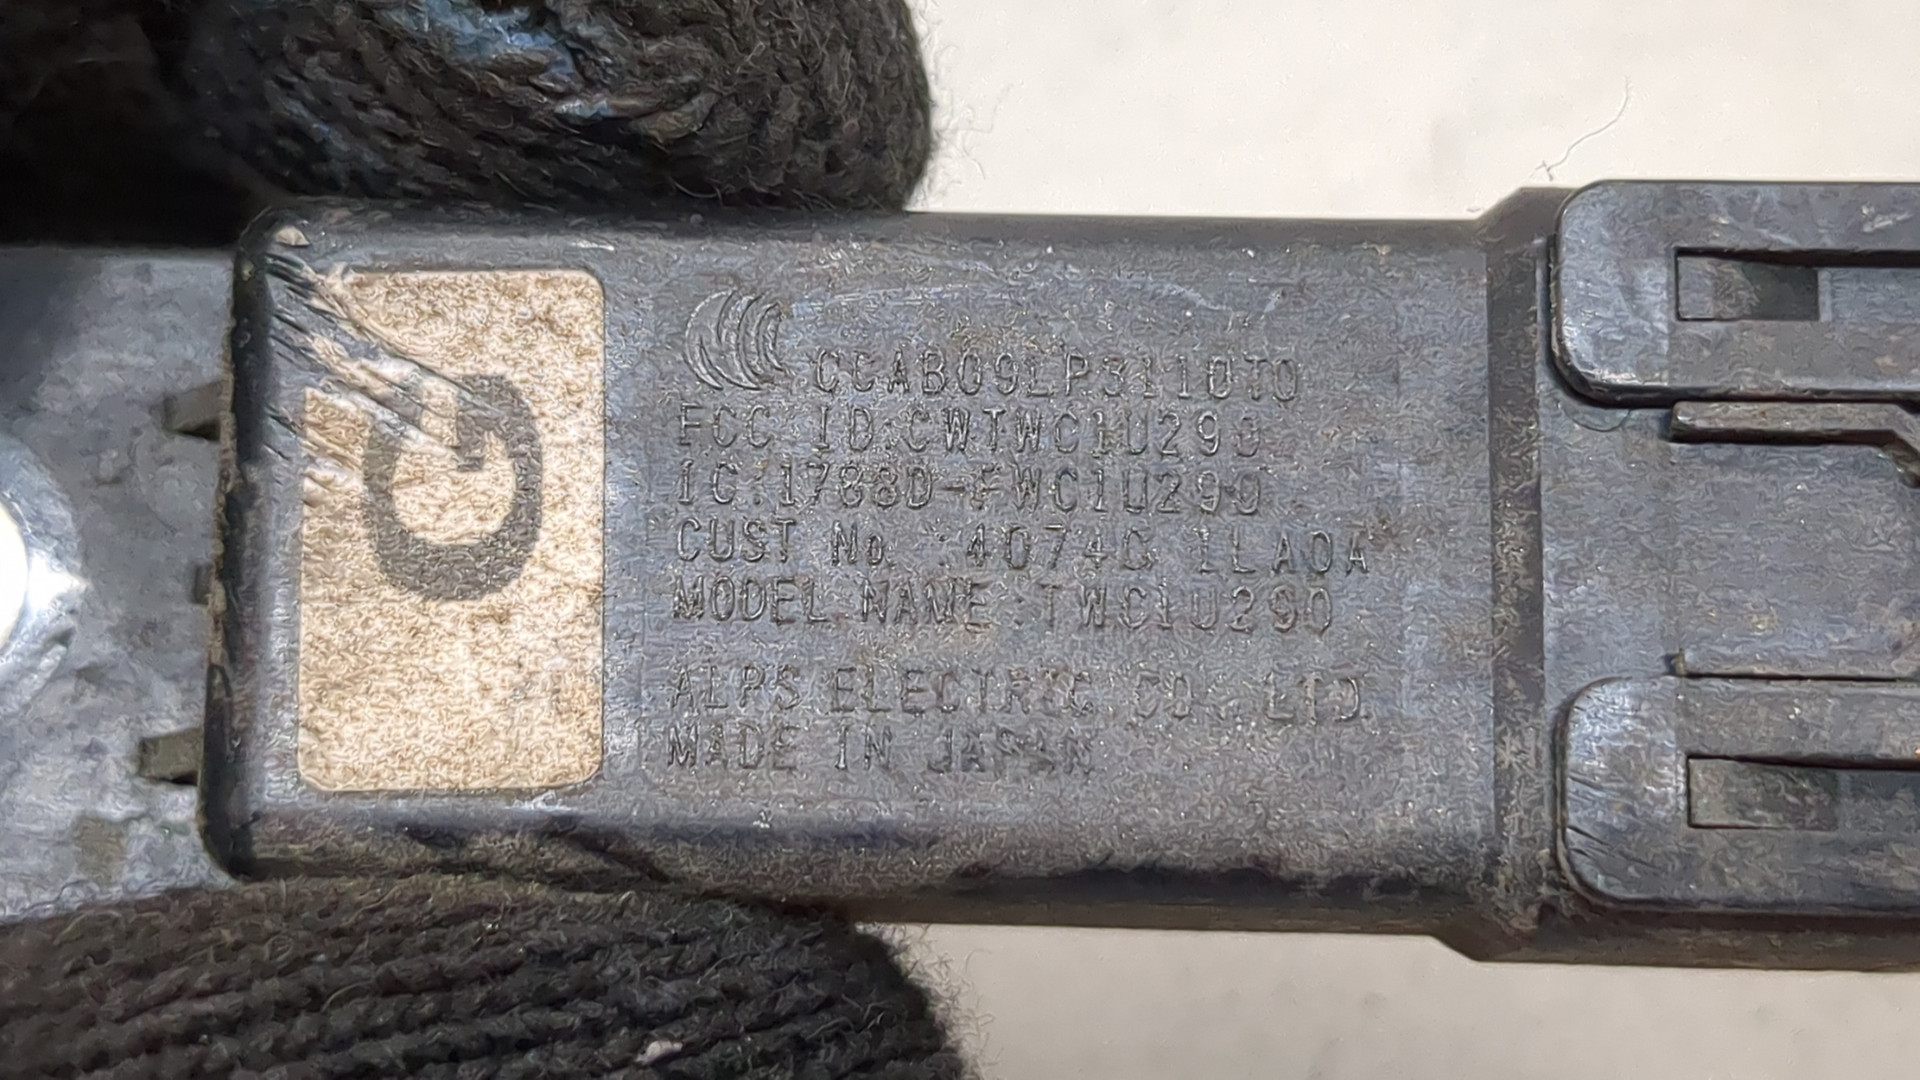 G
CCAB09LP3110T0
FCC ID:CWTWC1U290
IC:1788D-FWC1U290
CUST No. :40740 1LA0A
MODEL NAME:TWC1U290
ALPS ELECTRIC CO., LTD.
MADE IN JAPAN